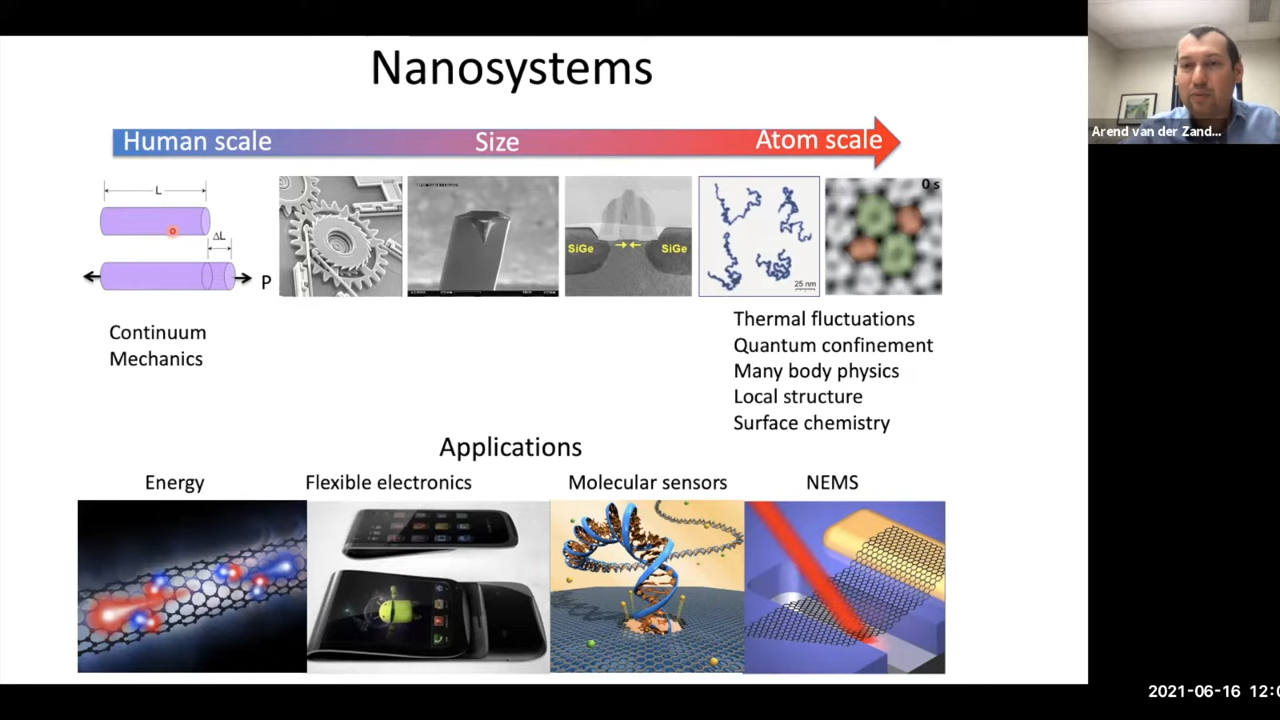 Nanosystems
Human scale
Size
Atom scale
L
ΔL
P
SiGe
SiGe
25 nm
0 s
Continuum
Mechanics
Thermal fluctuations
Quantum confinement
Many body physics
Local structure
Surface chemistry
Applications
Energy
Flexible electronics
Molecular sensors
NEMS
Arend van der Zand...
2021-06-16 12:0